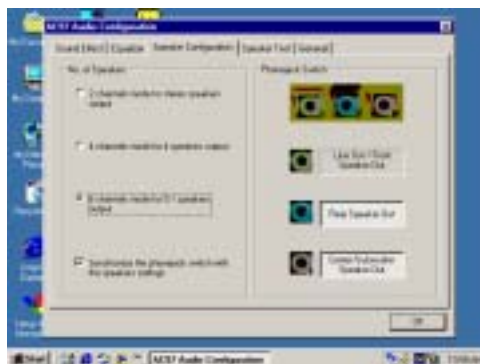 AC97 Audio Configuration
Sound Effect | Equalizer | Speaker Configuration | Speaker Test | General
No. of Speakers
Phonejack Switch
2 channels mode for stereo speakers
output
4 channels mode for 4 speakers output
6 channels mode for 5.1 speakers
output
Synchronize the phonejack switch with
the speakers settings
Line Out / Front
Speaker Out
Rear Speaker Out
Center/Subwoofer
Speaker Out
OK
Start
AC97 Audio Configuration